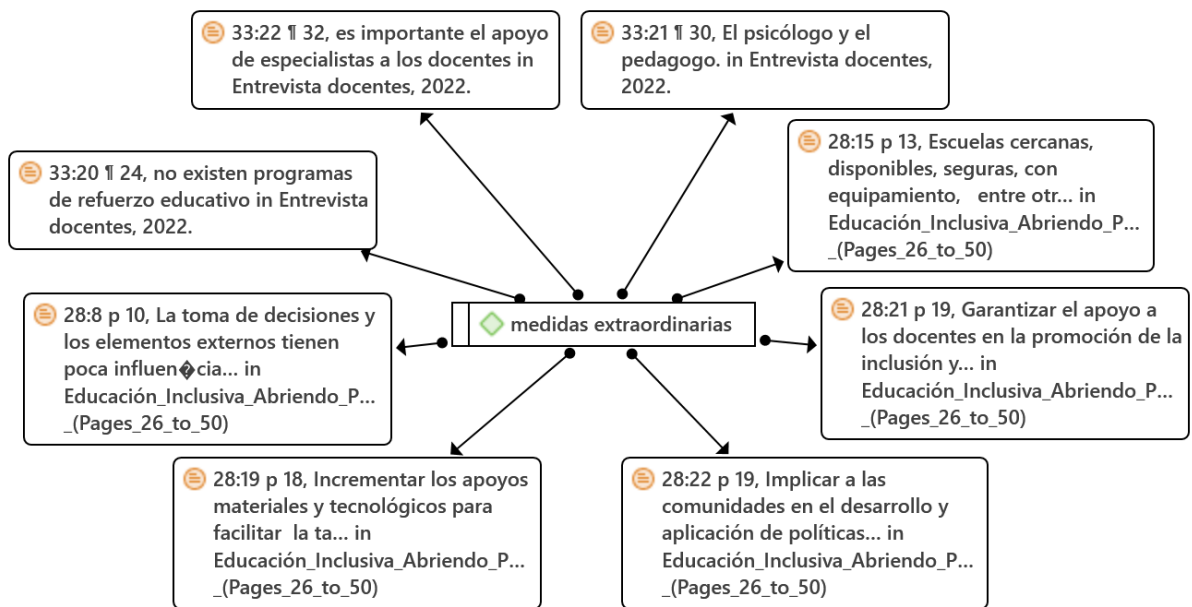 33:22 ¶ 32, es importante el apoyo
de especialistas a los docentes in
Entrevista docentes, 2022.
33:21 ¶ 30, El psicólogo y el
pedagogo. in Entrevista docentes,
2022.
28:15 p 13, Escuelas cercanas,
disponibles, seguras, con
equipamiento,   entre otr... in
Educación_Inclusiva_Abriendo_P...
_(Pages_26_to_50)
33:20 ¶ 24, no existen programas
de refuerzo educativo in Entrevista
docentes, 2022.
28:8 p 10, La toma de decisiones y
los elementos externos tienen
poca influen�cia... in
Educación_Inclusiva_Abriendo_P...
_(Pages_26_to_50)
medidas extraordinarias
28:21 p 19, Garantizar el apoyo a
los docentes en la promoción de la
inclusión y... in
Educación_Inclusiva_Abriendo_P...
_(Pages_26_to_50)
28:19 p 18, Incrementar los apoyos
materiales y tecnológicos para
facilitar  la ta... in
Educación_Inclusiva_Abriendo_P...
_(Pages_26_to_50)
28:22 p 19, Implicar a las
comunidades en el desarrollo y
aplicación de políticas... in
Educación_Inclusiva_Abriendo_P...
_(Pages_26_to_50)